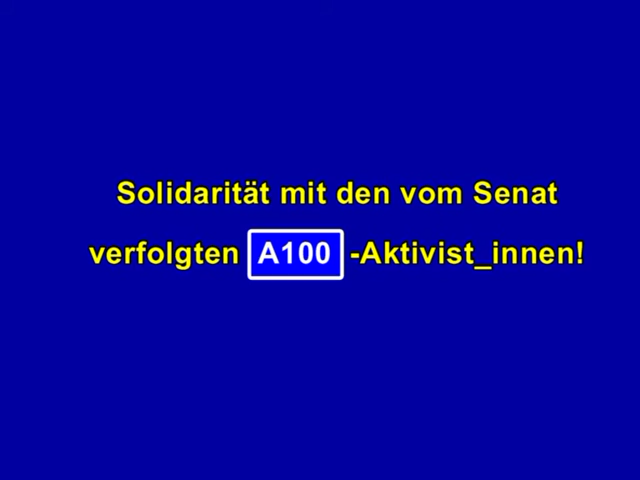 Solidarität mit den vom Senat
verfolgten A100 -Aktivist_innen!